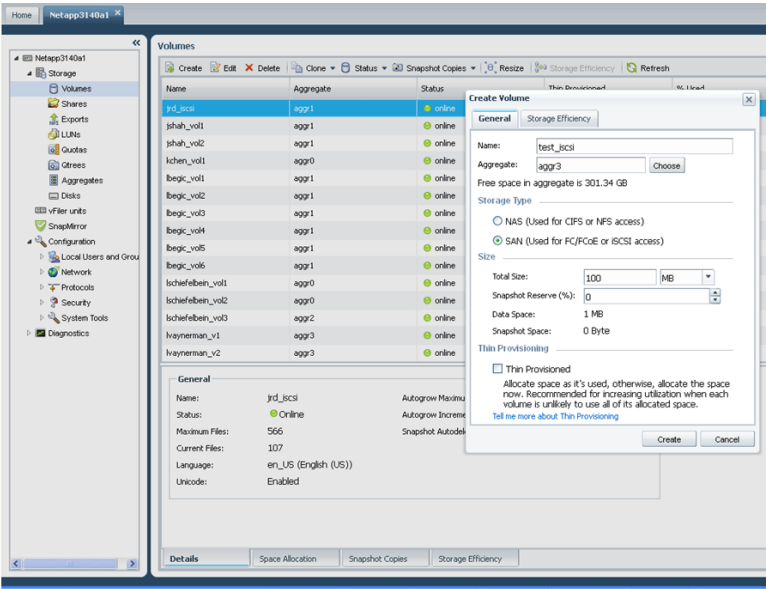 Home
Netapp3140a1
Netapp3140a1
Storage
Volumes
Shares
Exports
LUNs
Quotas
Qtrees
Aggregates
Disks
vFiler units
SnapMirror
Configuration
Local Users and Grou
Network
Protocols
Security
System Tools
Diagnostics
Volumes
Create Edit Delete Clone Status Snapshot Copies Resize Storage Efficiency Refresh
Name Aggregate Status Thin Provisioned % Used
jrd_iscsi aggr1 online
jshah_vol1 aggr1 online
jshah_vol2 aggr1 online
kchen_vol1 aggr0 online
lbegic_vol1 aggr1 online
lbegic_vol2 aggr1 online
lbegic_vol3 aggr1 online
lbegic_vol4 aggr1 online
lbegic_vol5 aggr1 online
lbegic_vol6 aggr1 online
lschiefelbein_vol1 aggr0 online
lschiefelbein_vol2 aggr0 online
lschiefelbein_vol3 aggr2 online
lvaynerman_v1 aggr3 online
lvaynerman_v2 aggr3 online
General
Name: jrd_iscsi Autogrow Maximu
Status: Online Autogrow Increme
Maximum Files: 566 Snapshot Autodel
Current Files: 107
Language: en_US (English (US))
Unicode: Enabled
Details Space Allocation Snapshot Copies Storage Efficiency
Create Volume
General Storage Efficiency
Name: test_iscsi
Aggregate: aggr3 Choose
Free space in aggregate is 301.34 GB
Storage Type
NAS (Used for CIFS or NFS access)
SAN (Used for FC/FCoE or iSCSI access)
Size
Total Size: 100 MB
Snapshot Reserve (%): 0
Data Space: 1 MB
Snapshot Space: 0 Byte
Thin Provisioning
Thin Provisioned
Allocate space as it's used, otherwise, allocate the space
now. Recommended for increasing utilization when each
volume is unlikely to use all of its allocated space.
Tell me more about Thin Provisioning
Create Cancel